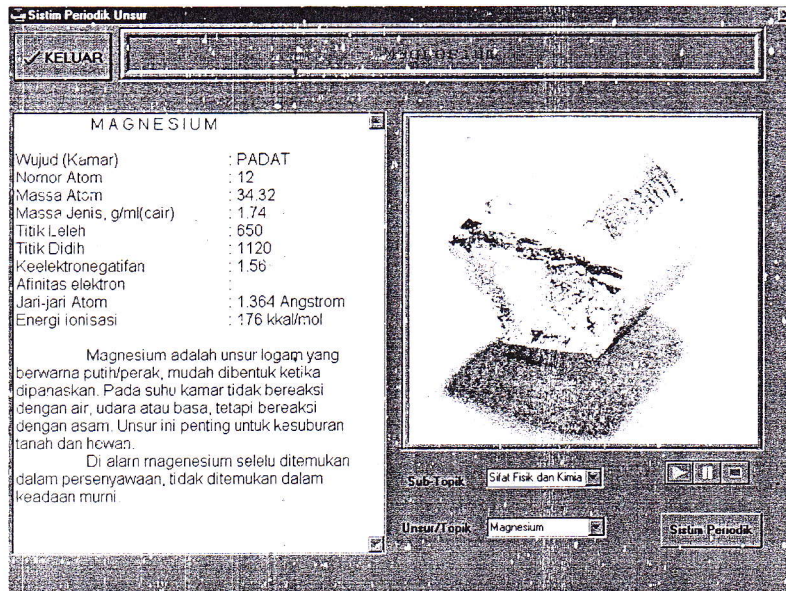 Sistim Periodik Unsur
KELUAR
Magnesium
MAGNESIUM
Wujud (Kamar) : PADAT
Nomor Atom : 12
Massa Atom : 34.32
Massa Jenis, g/ml(cair) : 1.74
Titik Leleh : 650
Titik Didih : 1120
Keelektronegatifan : 1.56
Afinitas elektron :
Jari-jari Atom : 1.364 Angstrom
Energi ionisasi : 176 kkal/mol
Magnesium adalah unsur logam yang
berwarna putih/perak, mudah dibentuk ketika
dipanaskan. Pada suhu kamar tidak bereaksi
dengan air, udara atau basa, tetapi bereaksi
dengan asam. Unsur ini penting untuk kesuburan
tanah dan hewan.
Di alam magenesium selelu ditemukan
dalam persenyawaan, tidak ditemukan dalam
keadaan murni
Sub-Topik Sifat Fisik dan Kimia
Unsur/Topik Magnesium
Sistim Periodik